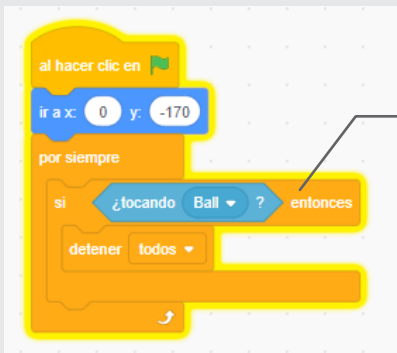 al hacer clic en
ir a x: 0 y: -170
por siempre
si ¿tocando Ball ? entonces
detener todos